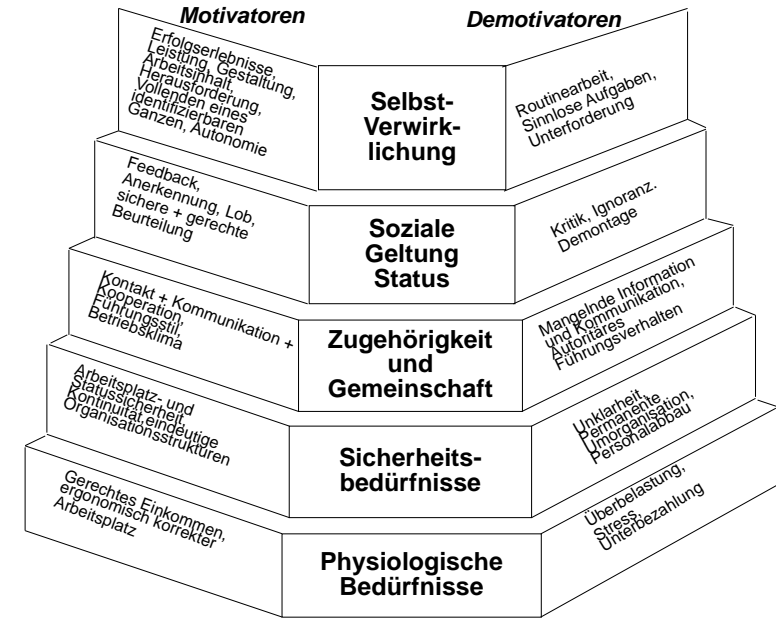 Motivatoren
Demotivatoren
Erfolgserlebnisse,
Leistung, Gestaltung,
Arbeitsinhalt,
Herausforderung,
Vollenden eines
identifizierbaren
Ganzen, Autonomie
Selbst-
Verwirk-
lichung
Routinearbeit,
Sinnlose Aufgaben,
Unterforderung
Feedback,
Anerkennung, Lob,
sichere + gerechte
Beurteilung
Soziale
Geltung
Status
Kritik, Ignoranz.
Demontage
Kontakt + Kommunikation +
Kooperation,
Führungsstil,
Betriebsklima
Zugehörigkeit
und
Gemeinschaft
Mangelnde Information
und Kommunikation,
Autoritäres
Führungsverhalten
Arbeitsplatz- und
Statussicherheit,
Kontinuität,eindeutige
Organisationsstrukturen
Sicherheits-
bedürfnisse
Unklarheit,
Permanente
Umorganisation,
Personalabbau
Gerechtes Einkommen,
ergonomisch korrekter
Arbeitsplatz
Physiologische
Bedürfnisse
Überbelastung,
Stress,
Unterbezahlung